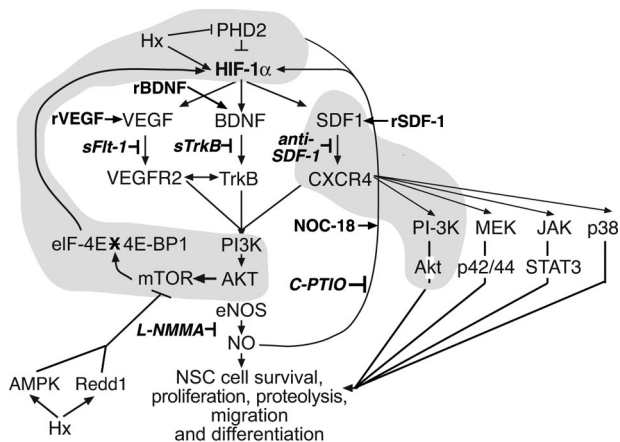 Hx PHD2
HIF-1α
rBDNF
rVEGF VEGF BDNF SDF1 rSDF-1
sFlt-1 sTrkB anti-
SDF-1
VEGFR2 TrkB CXCR4
NOC-18 PI-3K MEK JAK p38
eIF-4E X 4E-BP1 PI3K
mTOR AKT Akt p42/44 STAT3
C-PTIO
eNOS
L-NMMA NO
AMPK Redd1
Hx
NSC cell survival,
proliferation, proteolysis,
migration
and differentiation